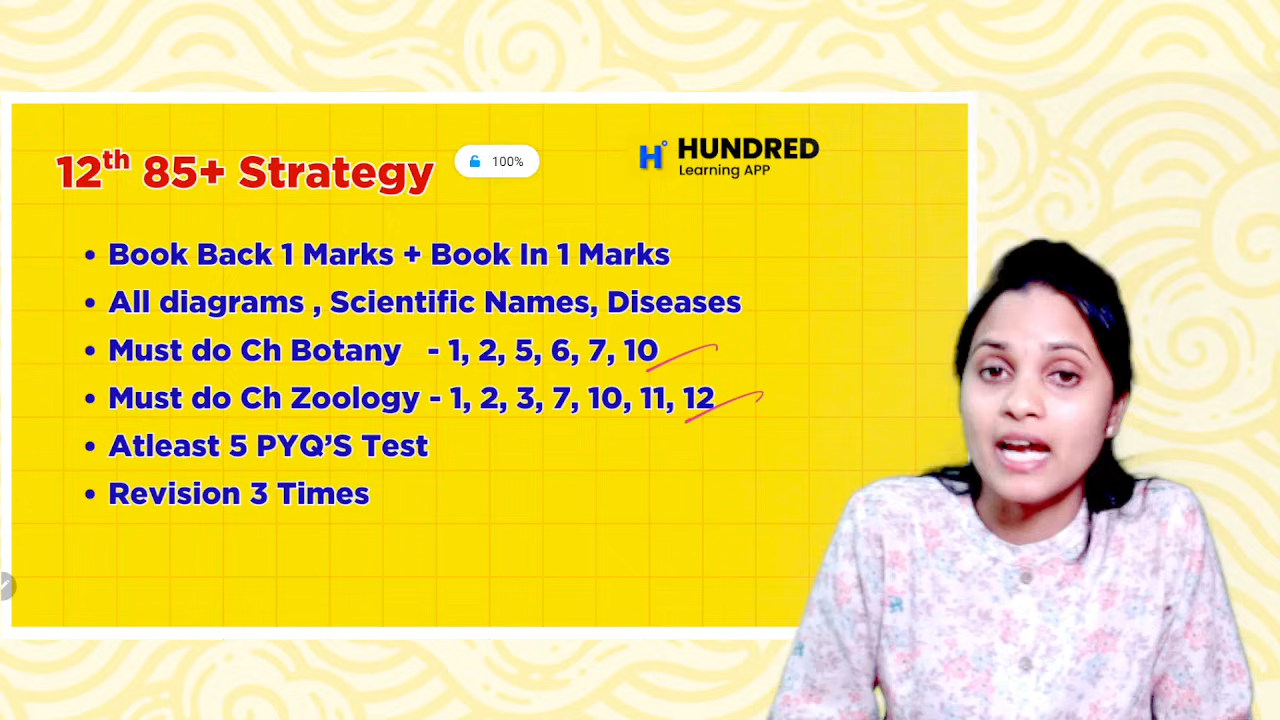 12th 85+ Strategy
100%
H° HUNDRED
Learning APP
• Book Back 1 Marks + Book In 1 Marks
• All diagrams , Scientific Names, Diseases
• Must do Ch Botany - 1, 2, 5, 6, 7, 10
• Must do Ch Zoology - 1, 2, 3, 7, 10, 11, 12
• Atleast 5 PYQ'S Test
• Revision 3 Times